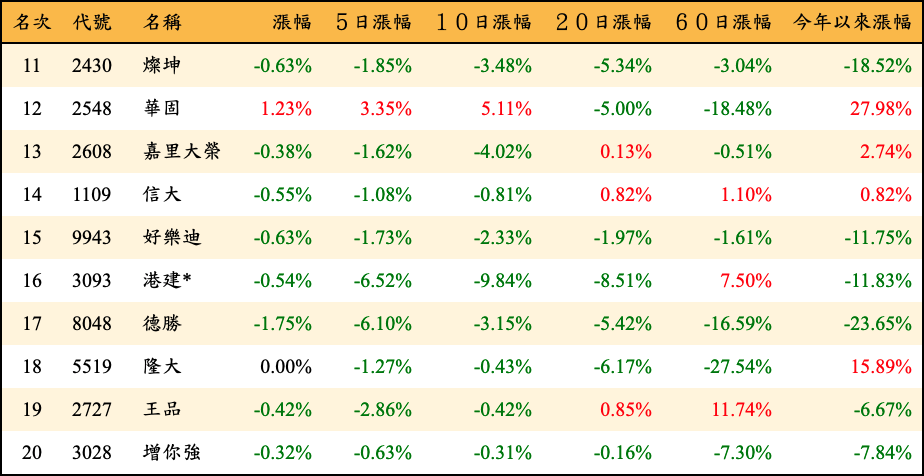 名次 代號 名稱 漲幅 ５日漲幅 １０日漲幅 ２０日漲幅 ６０日漲幅 今年以來漲幅
11 2430 燦坤 -0.63% -1.85% -3.48% -5.34% -3.04% -18.52%
12 2548 華固 1.23% 3.35% 5.11% -5.00% -18.48% 27.98%
13 2608 嘉里大榮 -0.38% -1.62% -4.02% 0.13% -0.51% 2.74%
14 1109 信大 -0.55% -1.08% -0.81% 0.82% 1.10% 0.82%
15 9943 好樂迪 -0.63% -1.73% -2.33% -1.97% -1.61% -11.75%
16 3093 港建* -0.54% -6.52% -9.84% -8.51% 7.50% -11.83%
17 8048 德勝 -1.75% -6.10% -3.15% -5.42% -16.59% -23.65%
18 5519 隆大 0.00% -1.27% -0.43% -6.17% -27.54% 15.89%
19 2727 王品 -0.42% -2.86% -0.42% 0.85% 11.74% -6.67%
20 3028 增你強 -0.32% -0.63% -0.31% -0.16% -7.30% -7.84%